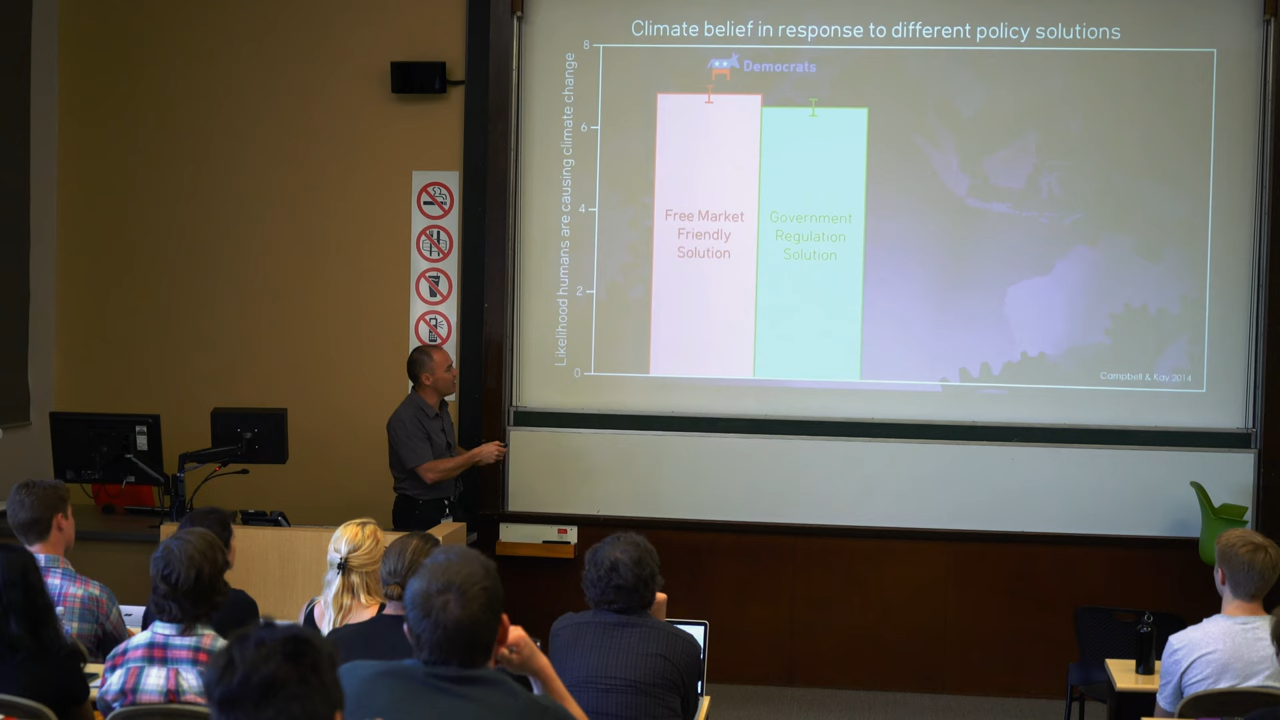 Climate belief in response to different policy solutions
Likelihood humans are causing climate change
8
6
4
2
0
Democrats
Free Market
Friendly
Solution
Government
Regulation
Solution
Campbell & Kay 2014